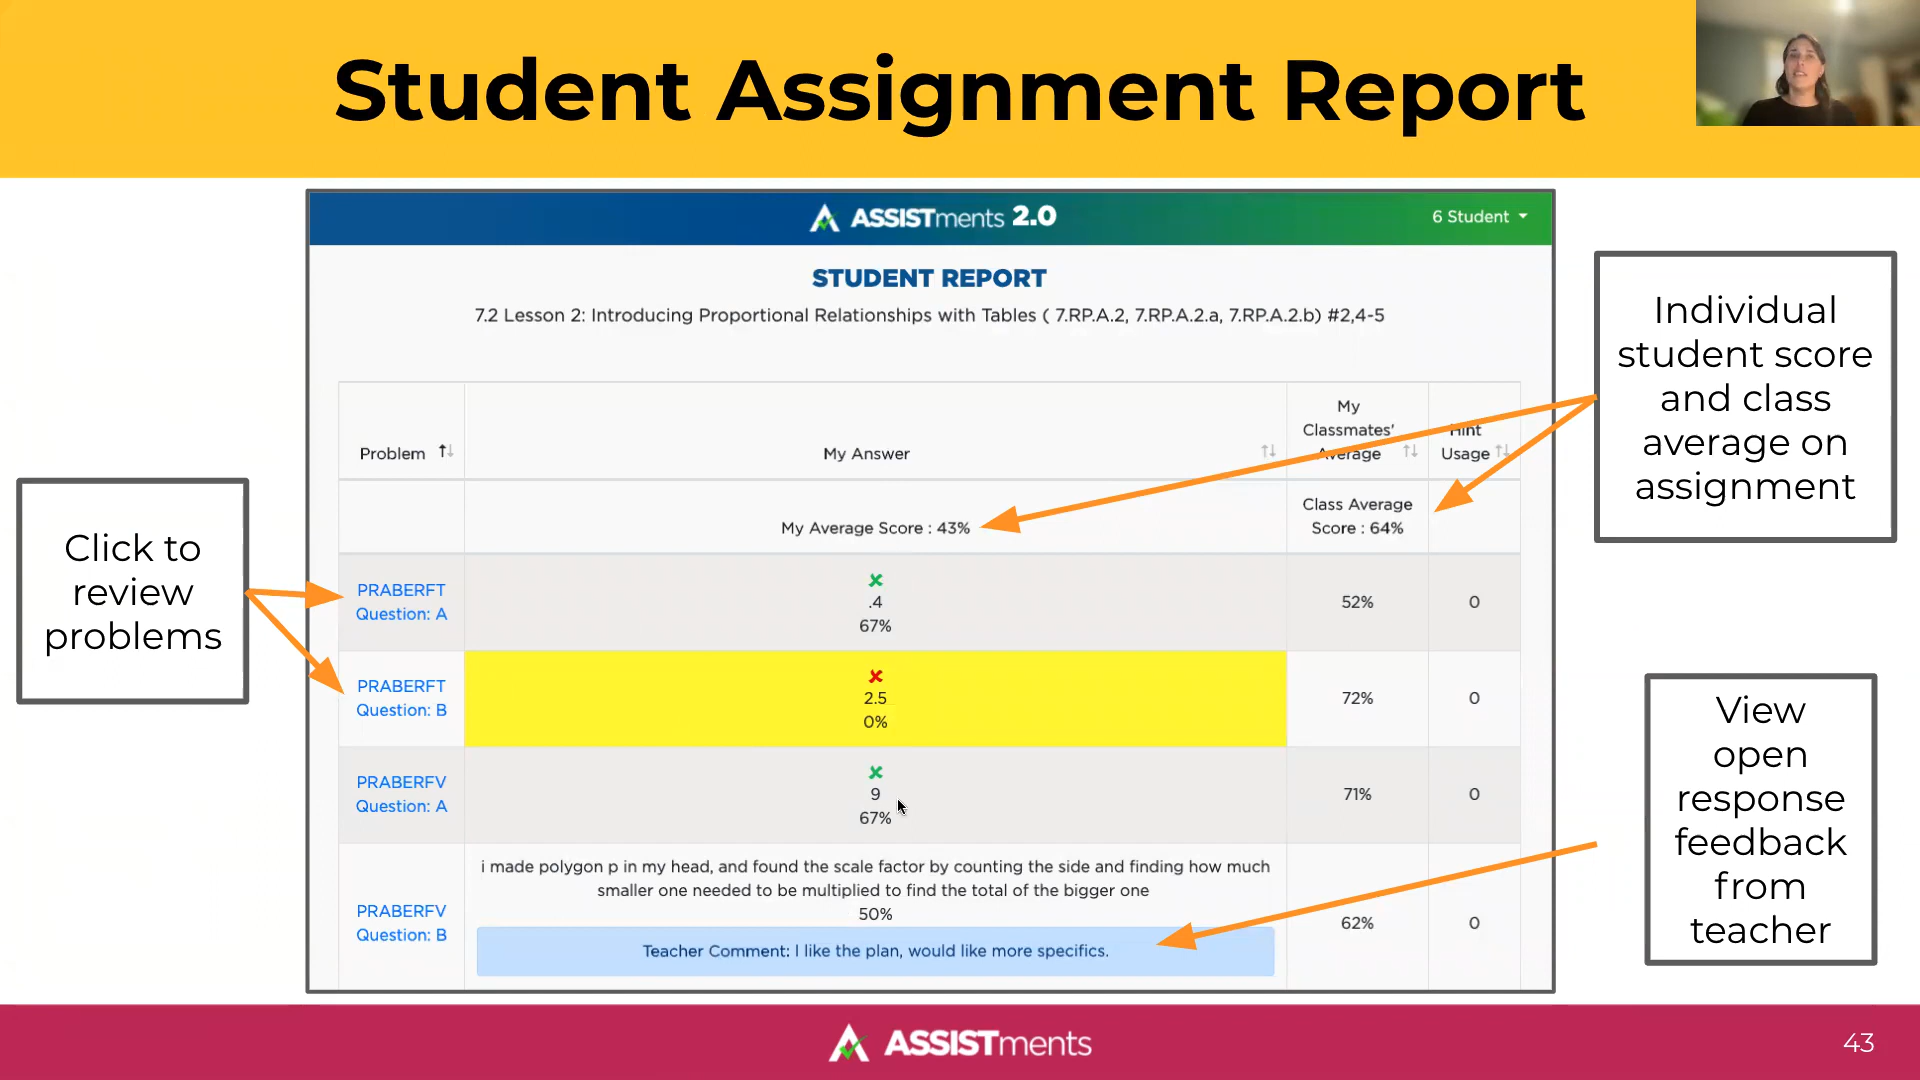 Student Assignment Report
ASSISTments 2.0
6 Student
STUDENT REPORT
7.2 Lesson 2: Introducing Proportional Relationships with Tables ( 7.RP.A.2, 7.RP.A.2.a, 7.RP.A.2.b) #2,4-5
Problem
My Answer
My
Classmates'
Average
Hint
Usage
My Average Score : 43%
Class Average
Score : 64%
PRABERFT
Question: A
.4
67%
52%
0
PRABERFT
Question: B
2.5
0%
72%
0
PRABERFV
Question: A
9
67%
71%
0
PRABERFV
Question: B
i made polygon p in my head, and found the scale factor by counting the side and finding how much
smaller one needed to be multiplied to find the total of the bigger one
50%
Teacher Comment: I like the plan, would like more specifics.
62%
0
Click to
review
problems
Individual
student score
and class
average on
assignment
View
open
response
feedback
from
teacher
ASSISTments
43